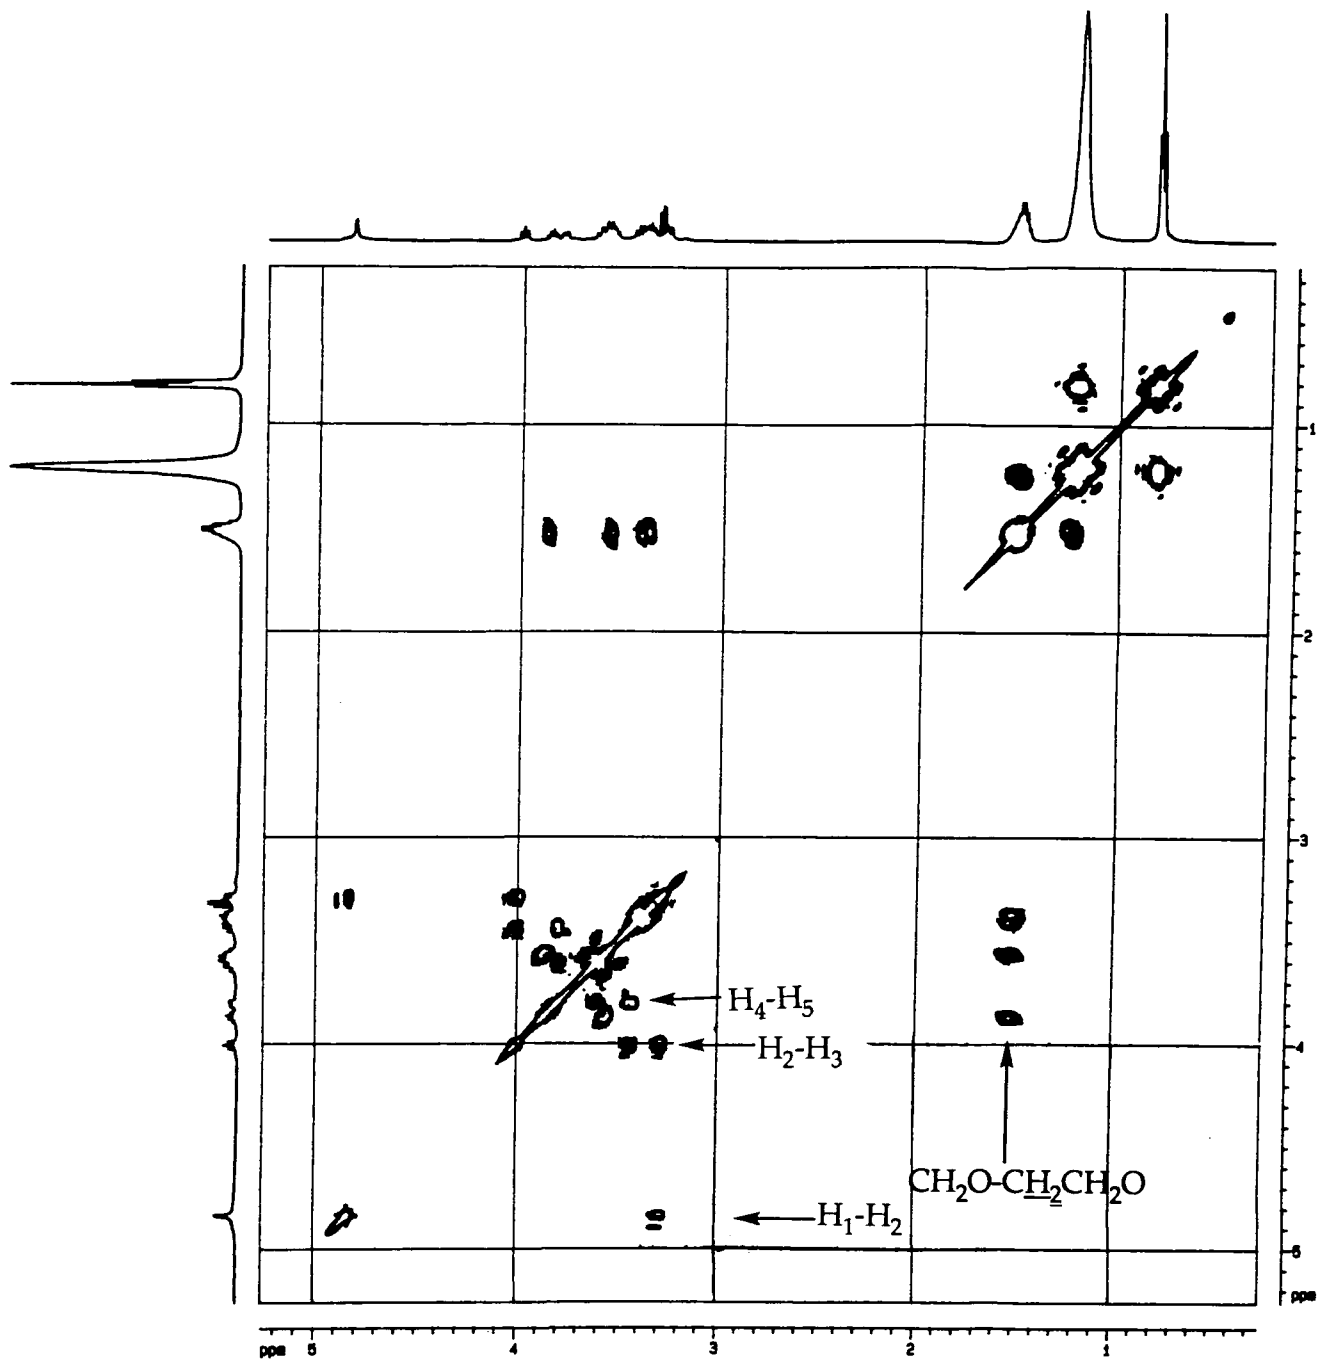 1
2
3
H₄-H₅
H₂-H₃
4
CH₂O-CH₂CH₂O
H₁-H₂
5
ppm
ppm 5 4 3 2 1